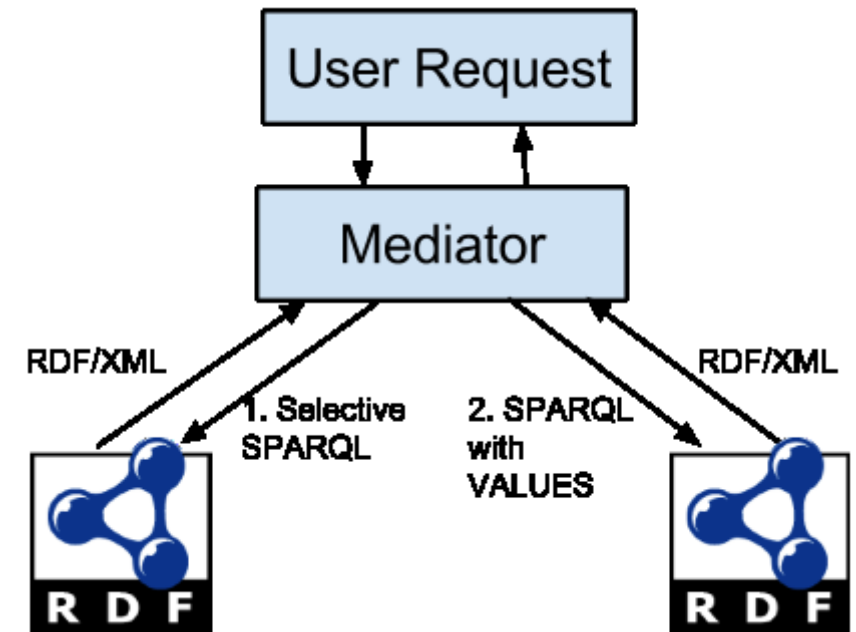 User Request
Mediator
RDF/XML
RDF/XML
1. Selective
SPARQL
2. SPARQL
with
VALUES
R D F
R D F